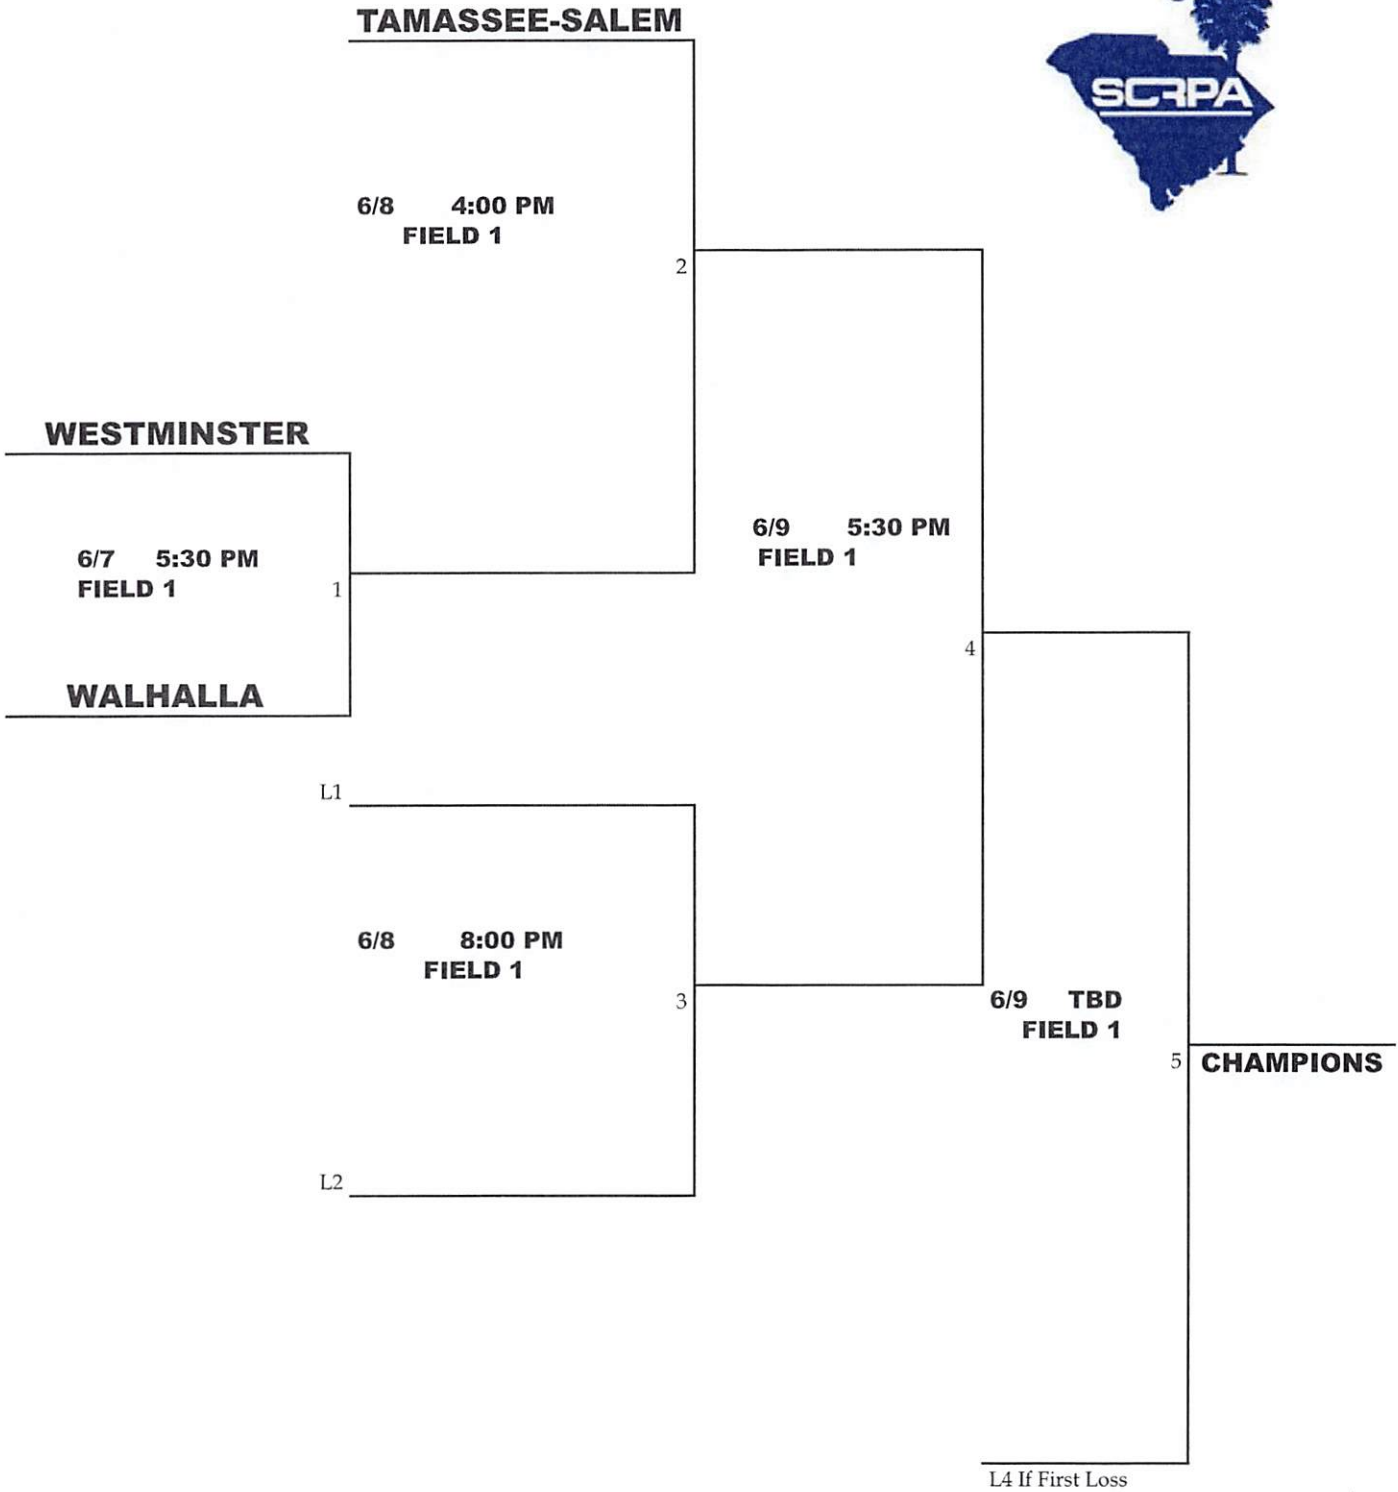 TAMASSEE-SALEM
SCRPA
6/8 4:00 PM
FIELD 1
2
WESTMINSTER
6/7 5:30 PM
FIELD 1
1
6/9 5:30 PM
FIELD 1
4
WALHALLA
L1
6/8 8:00 PM
FIELD 1
3
6/9 TBD
FIELD 1
5
CHAMPIONS
L2
L4 If First Loss